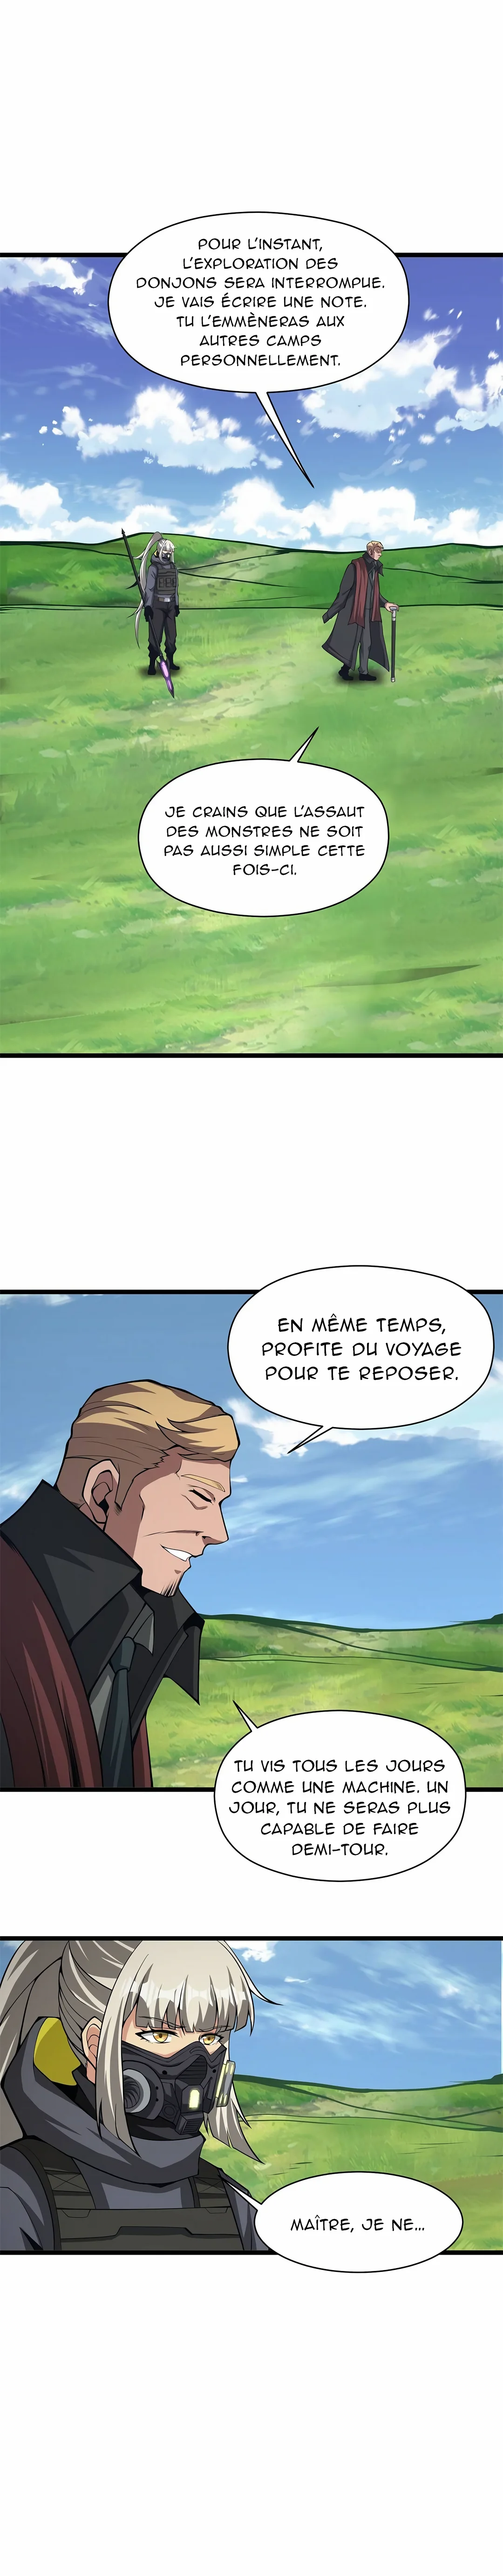 POUR L'INSTANT,
L'EXPLORATION DES
DONJONS SERA INTERROMPUE.
JE VAIS ÉCRIRE UNE NOTE.
TU L'EMMÈNERAS AUX
AUTRES CAMPS
PERSONNELLEMENT.
JE CRAINS QUE L'ASSAUT
DES MONSTRES NE SOIT
PAS AUSSI SIMPLE CETTE
FOIS-CI.
EN MÊME TEMPS,
PROFITE DU VOYAGE
POUR TE REPOSER.
TU VIS TOUS LES JOURS
COMME UNE MACHINE. UN
JOUR, TU NE SERAS PLUS
CAPABLE DE FAIRE
DEMI-TOUR.
MAÎTRE, JE NE...